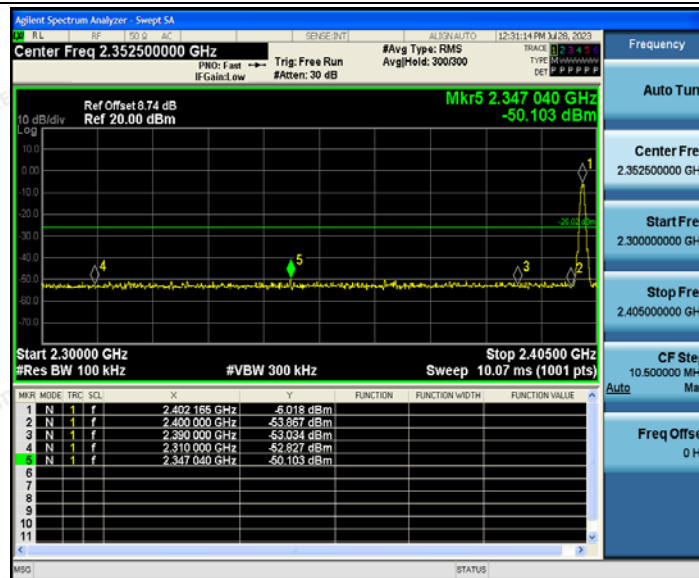 Agilent Spectrum Analyzer - Swept SA
RL RF 50 Ω AC SENSE:INT ALIGN AUTO 12:31:14 PM Jul 28, 2023
Center Freq 2.352500000 GHz
PNO: Fast
IFGain:Low
Trig: Free Run
#Atten: 30 dB
#Avg Type: RMS
Avg|Hold: 300/300
TRACE 1 2 3 4 5 6
TYPE M
DET P P P P P P
Ref Offset 8.74 dB
10 dB/div Ref 20.00 dBm
Log
Mkr5 2.347 040 GHz
-50.103 dBm
10.0
0.00
-10.0
-20.0
-30.0
-40.0
-50.0
-60.0
-70.0
-26.02 dBm
1
2
3
4
5
Start 2.30000 GHz Stop 2.40500 GHz
#Res BW 100 kHz #VBW 300 kHz Sweep 10.07 ms (1001 pts)
MKR MODE TRC SCL X Y FUNCTION FUNCTION WIDTH FUNCTION VALUE
1 N 1 f 2.402 165 GHz -6.018 dBm
2 N 1 f 2.400 000 GHz -53.867 dBm
3 N 1 f 2.390 000 GHz -53.034 dBm
4 N 1 f 2.310 000 GHz -52.827 dBm
5 N 1 f 2.347 040 GHz -50.103 dBm
6
7
8
9
10
11
MSG STATUS
Frequency
Auto Tun
Center Fre
2.352500000 GH
Start Fre
2.300000000 GH
Stop Fre
2.405000000 GH
CF Ste
10.500000 MH
Auto Ma
Freq Offse
0 H